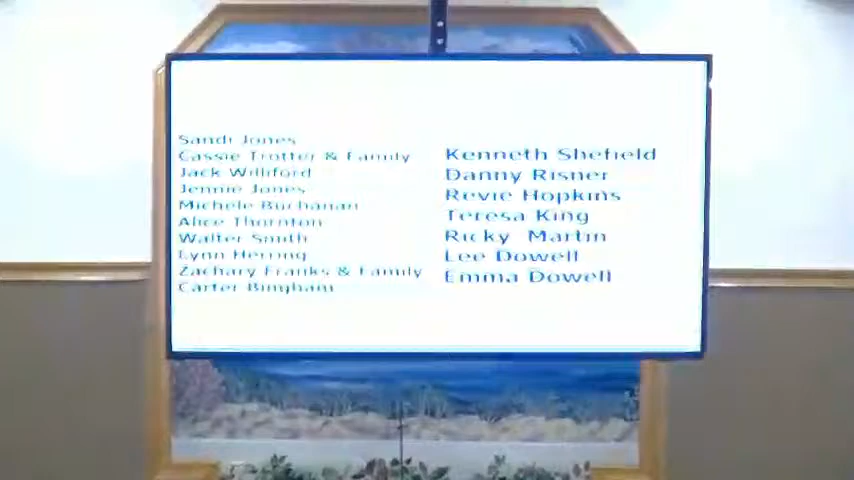 Sandi Jones
Cassie Trotter & Family
Jack Williford
Jennie Jones
Michele Buchanan
Alice Thornton
Walter Smith
Lynn Herring
Zachary Franks & Family
Carter Bingham
Kenneth Shefield
Danny Risner
Revie Hopkins
Teresa King
Ricky Martin
Lee Dowell
Emma Dowell